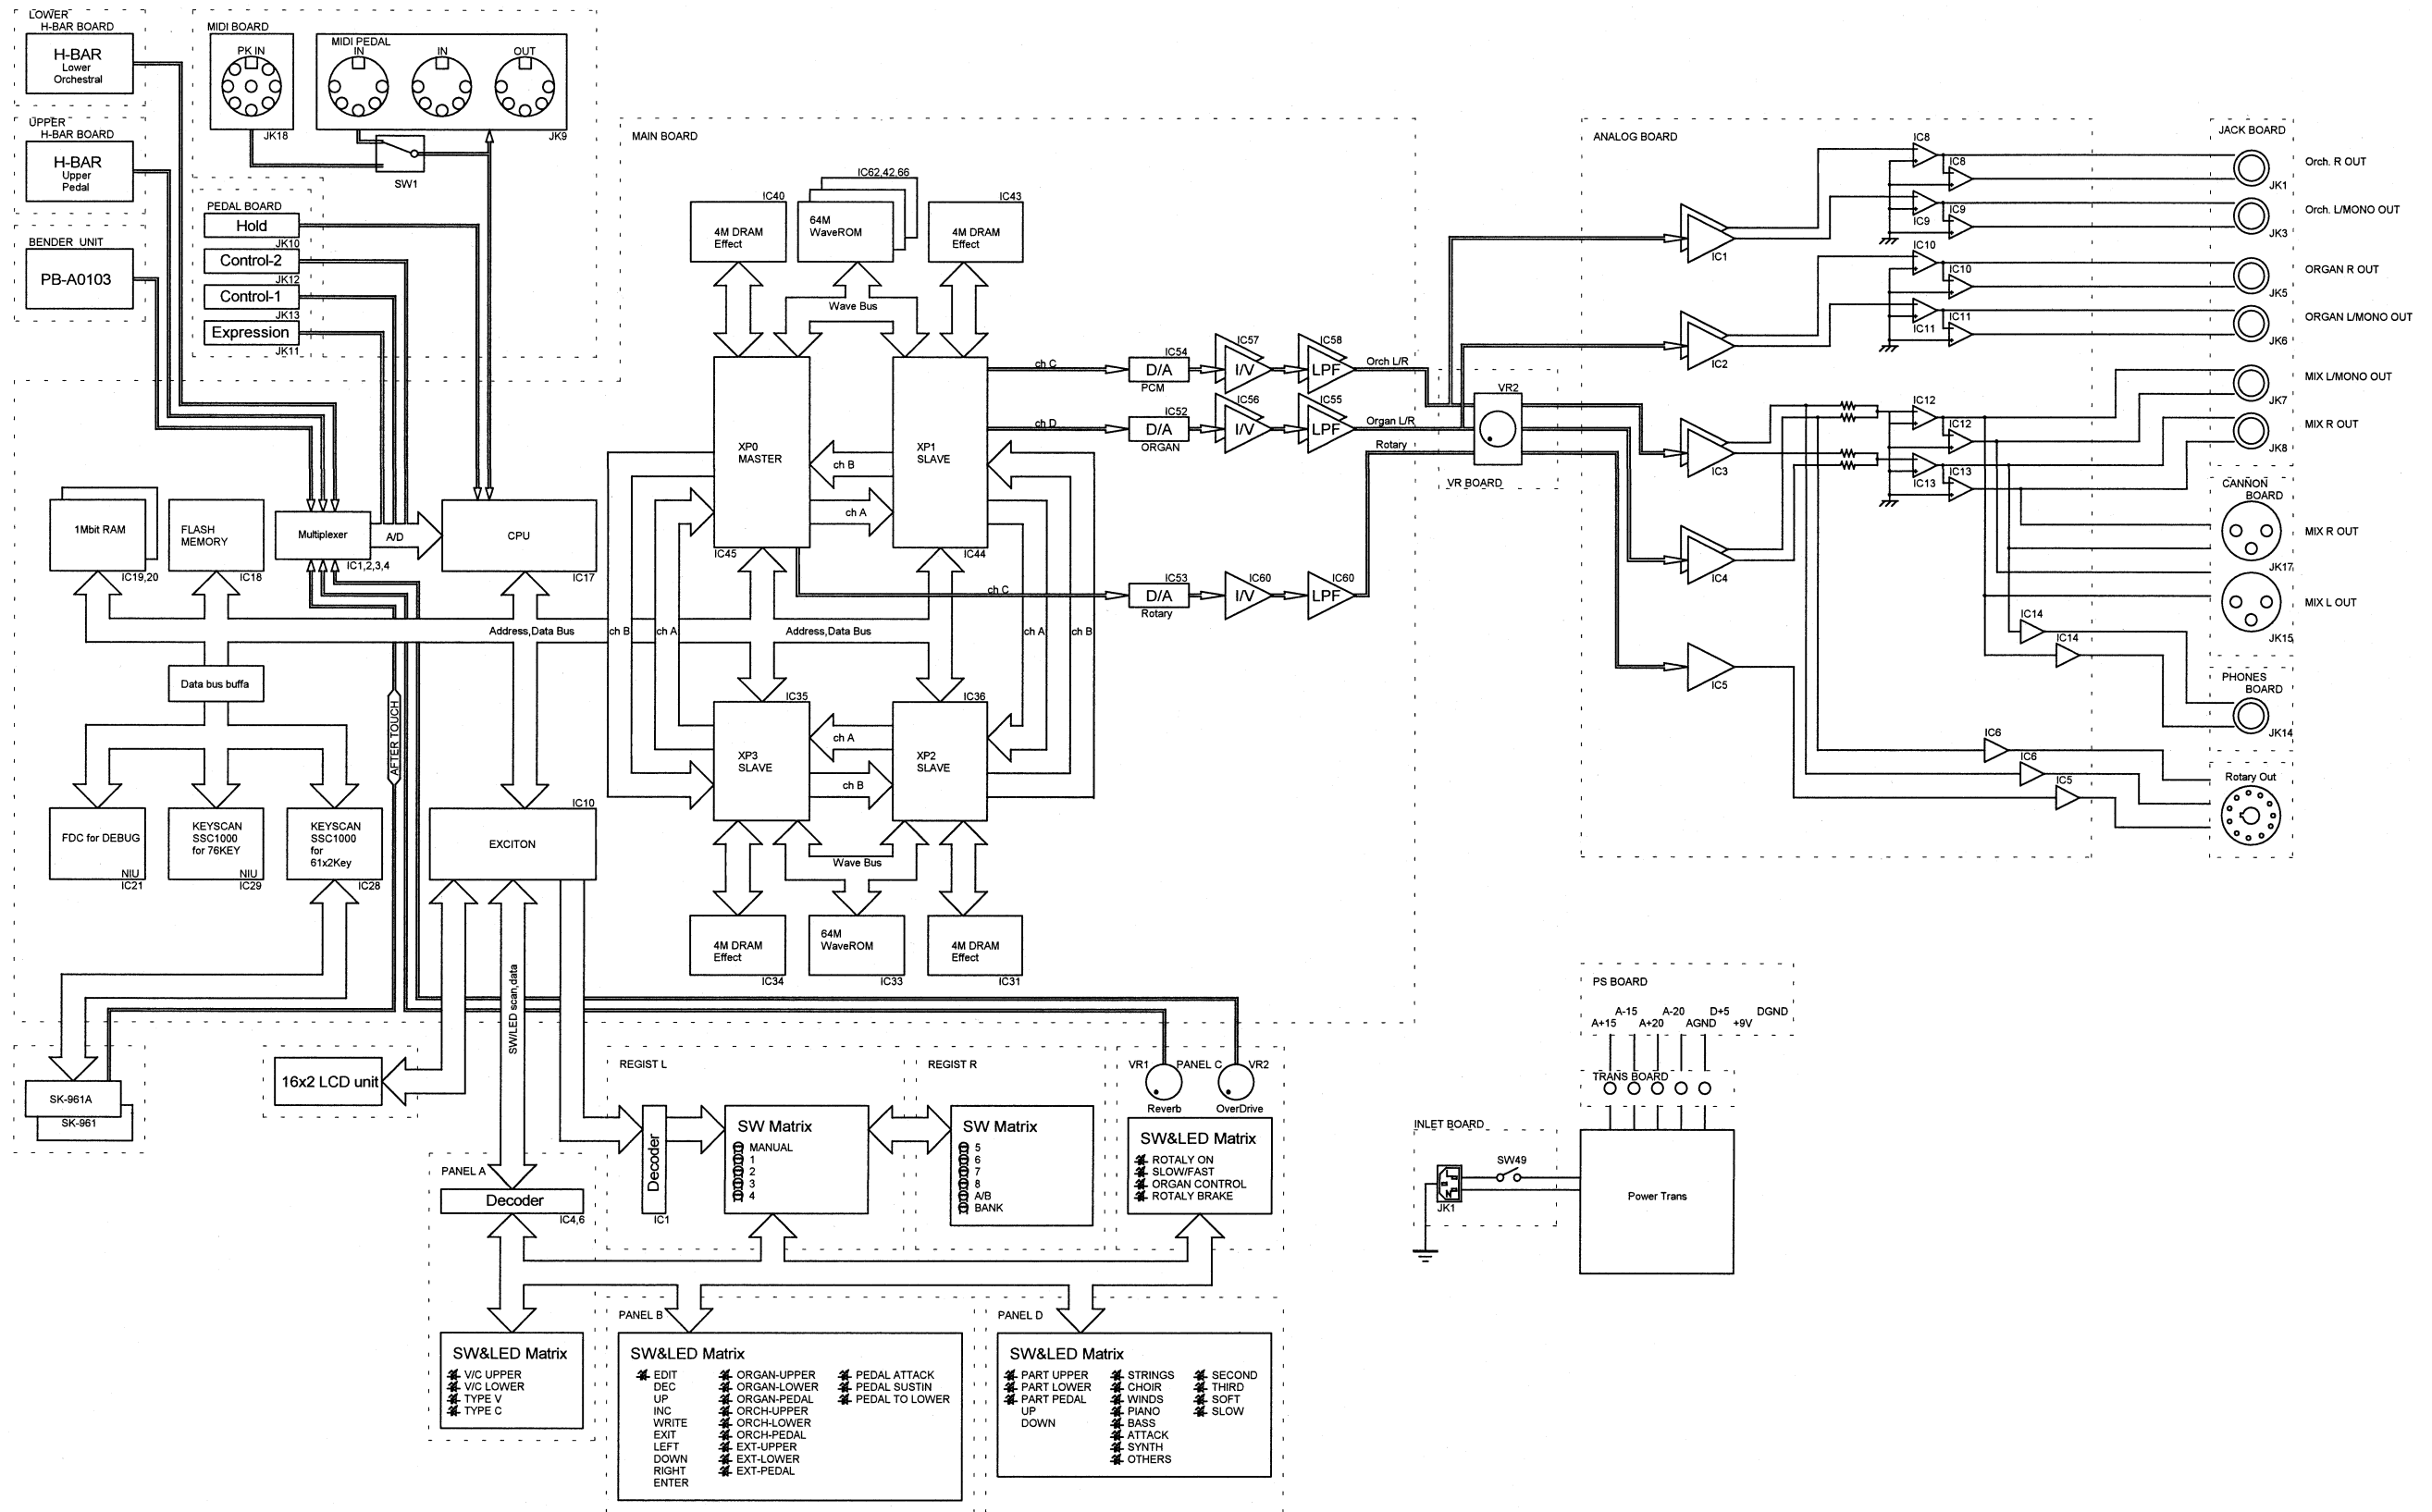 LOWER
H-BAR BOARD
H-BAR
Lower
Orchestral
UPPER
H-BAR BOARD
H-BAR
Upper
Pedal
BENDER UNIT
PB-A0103
MIDI BOARD
PK IN
JK18
MIDI PEDAL
IN
IN
OUT
JK9
SW1
PEDAL BOARD
Hold
JK10
Control-2
JK12
Control-1
JK13
Expression
JK11
MAIN BOARD
IC40
4M DRAM
Effect
IC62,42,66
64M
WaveROM
IC43
4M DRAM
Effect
Wave Bus
XP0
MASTER
IC45
XP1
SLAVE
IC44
ch B
ch A
ch C
ch D
ch C
IC54
D/A
PCM
IC57
I/V
IC58
LPF
Orch L/R
IC52
D/A
ORGAN
IC56
I/V
IC55
LPF
Organ L/R
Rotary
IC53
D/A
Rotary
IC60
I/V
IC60
LPF
VR2
VR BOARD
1Mbit RAM
IC19,20
FLASH
MEMORY
IC18
Multiplexer
IC1,2,3,4
A/D
CPU
IC17
Address,Data Bus
ch B
ch A
Address,Data Bus
ch A
ch B
Data bus buffa
AFTER TOUCH
FDC for DEBUG
NIU
IC21
KEYSCAN
SSC1000
for 76KEY
NIU
IC29
KEYSCAN
SSC1000
for
61x2Key
IC28
IC10
EXCITON
IC35
XP3
SLAVE
IC36
XP2
SLAVE
ch A
ch B
Wave Bus
4M DRAM
Effect
IC34
64M
WaveROM
IC33
4M DRAM
Effect
IC31
SW/LED scan,data
SK-961A
SK-961
16x2 LCD unit
PANEL A
Decoder
IC4,6
SW&LED Matrix
V/C UPPER
V/C LOWER
TYPE V
TYPE C
REGIST L
Decoder
IC1
SW Matrix
MANUAL
1
2
3
4
REGIST R
SW Matrix
5
6
7
8
A/B
BANK
VR1
PANEL C
VR2
Reverb
OverDrive
SW&LED Matrix
ROTALY ON
SLOW/FAST
ORGAN CONTROL
ROTALY BRAKE
PANEL B
SW&LED Matrix
EDIT
DEC
UP
INC
WRITE
EXIT
LEFT
DOWN
RIGHT
ENTER
ORGAN-UPPER
ORGAN-LOWER
ORGAN-PEDAL
ORCH-UPPER
ORCH-LOWER
ORCH-PEDAL
EXT-UPPER
EXT-LOWER
EXT-PEDAL
PEDAL ATTACK
PEDAL SUSTIN
PEDAL TO LOWER
PANEL D
SW&LED Matrix
PART UPPER
PART LOWER
PART PEDAL
UP
DOWN
STRINGS
CHOIR
WINDS
PIANO
BASS
ATTACK
SYNTH
OTHERS
SECOND
THIRD
SOFT
SLOW
ANALOG BOARD
IC1
IC2
IC3
IC4
IC5
IC8
IC8
IC9
IC9
IC10
IC10
IC11
IC11
IC12
IC12
IC13
IC13
IC14
IC14
IC6
IC6
IC5
JACK BOARD
Orch. R OUT
JK1
Orch. L/MONO OUT
JK3
ORGAN R OUT
JK5
ORGAN L/MONO OUT
JK6
MIX L/MONO OUT
JK7
MIX R OUT
JK8
CANNON
BOARD
MIX R OUT
JK17
MIX L OUT
JK15
PHONES
BOARD
JK14
Rotary Out
PS BOARD
A-15 A-20 D+5 DGND
A+15 A+20 AGND +9V
TRANS BOARD
INLET BOARD
SW49
L
N
JK1
Power Trans